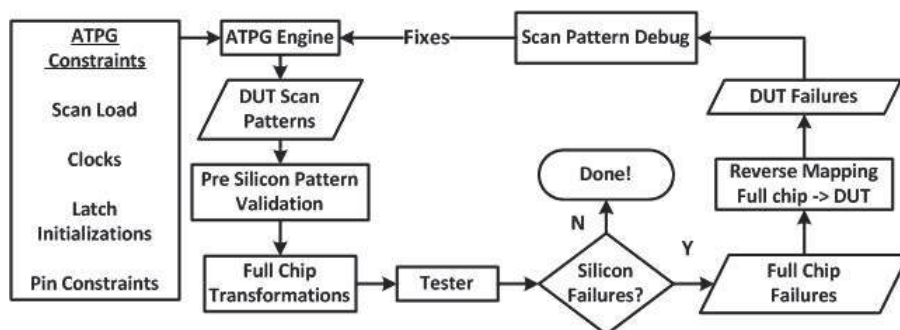 ATPG
Constraints
Scan Load
Clocks
Latch
Initializations
Pin Constraints
ATPG Engine
Fixes
Scan Pattern Debug
DUT Scan
Patterns
DUT Failures
Pre Silicon Pattern
Validation
Done!
Reverse Mapping
Full chip -> DUT
N
Y
Full Chip
Transformations
Tester
Silicon
Failures?
Full Chip
Failures